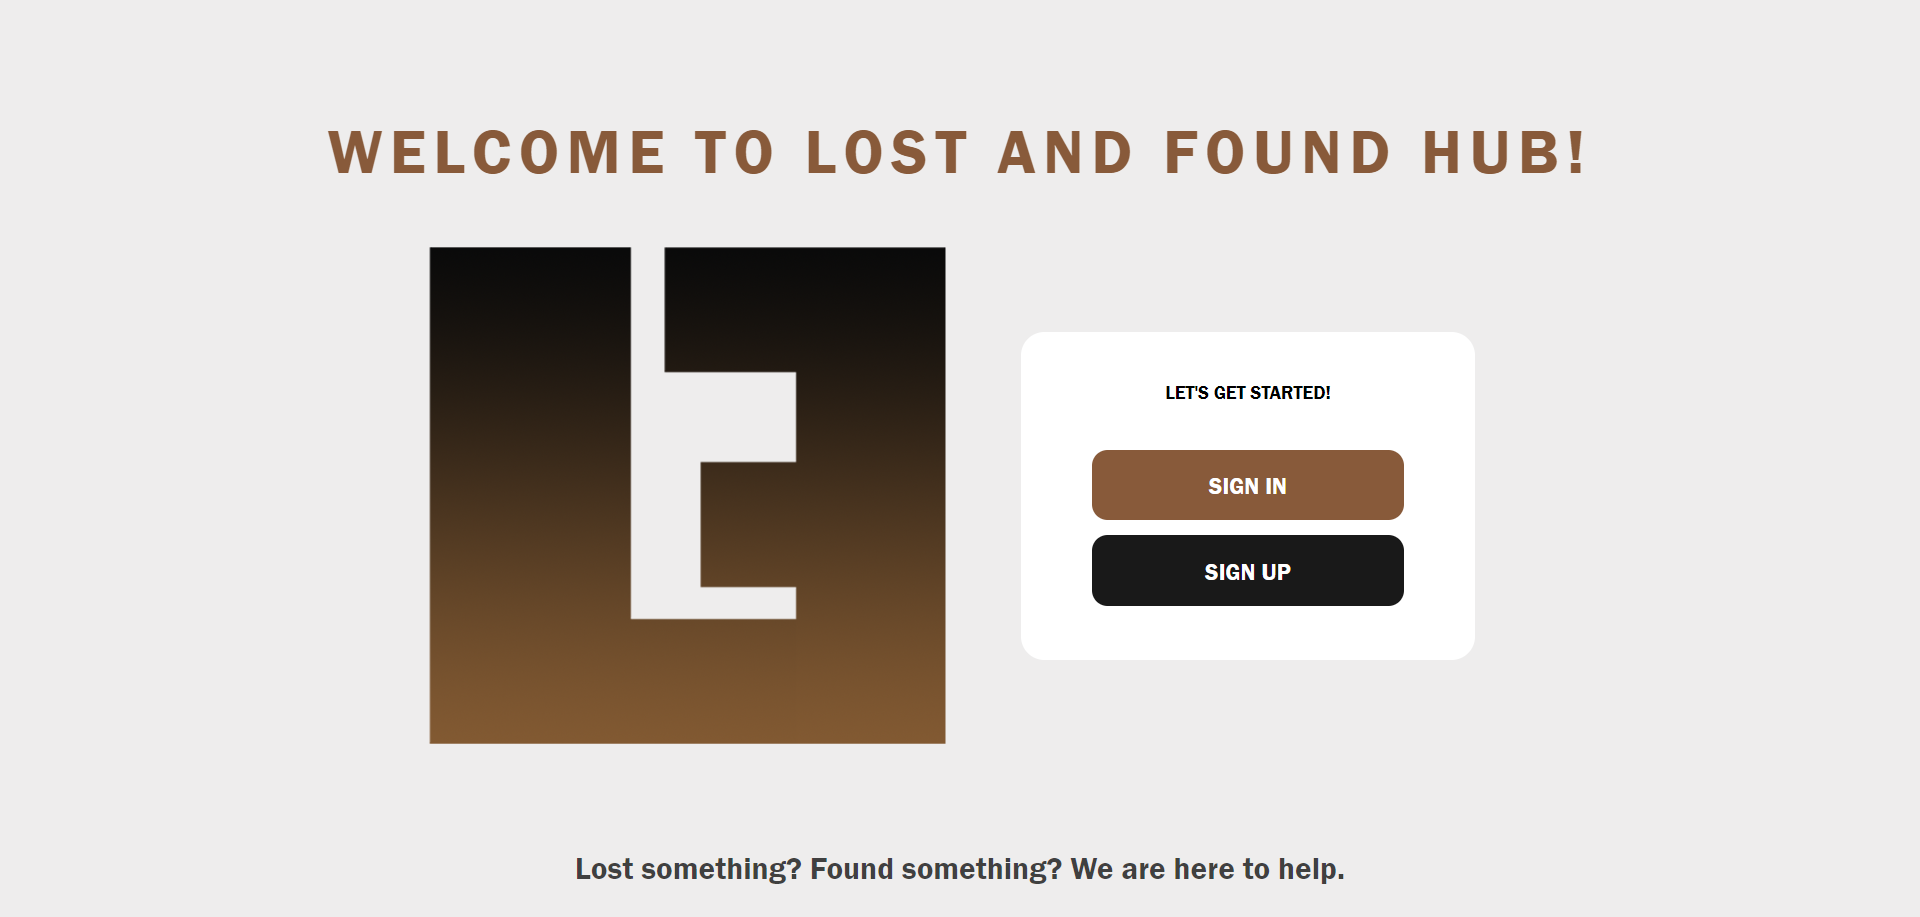 WELCOME TO LOST AND FOUND HUB!
LET'S GET STARTED!
SIGN IN
SIGN UP
Lost something? Found something? We are here to help.